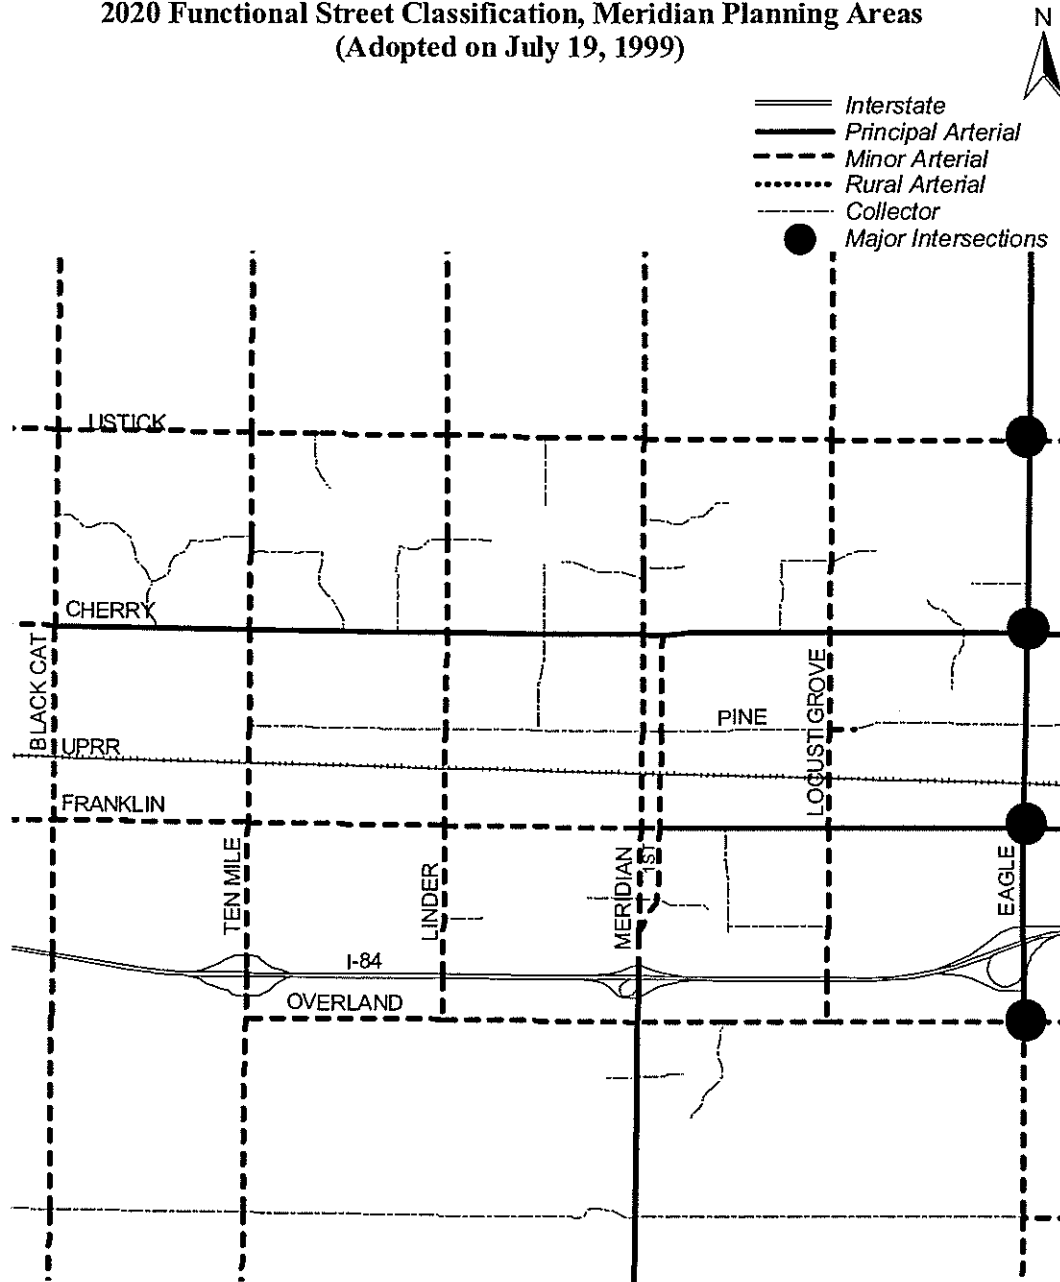 2020 Functional Street Classification, Meridian Planning Areas
(Adopted on July 19, 1999)
N
Interstate
Principal Arterial
Minor Arterial
Rural Arterial
Collector
Major Intersections
USTICK
CHERRY
BLACK CAT
LOCUST GROVE
PINE
UPRR
FRANKLIN
TEN MILE
LINDER
MERIDIAN
1ST
EAGLE
I-84
OVERLAND